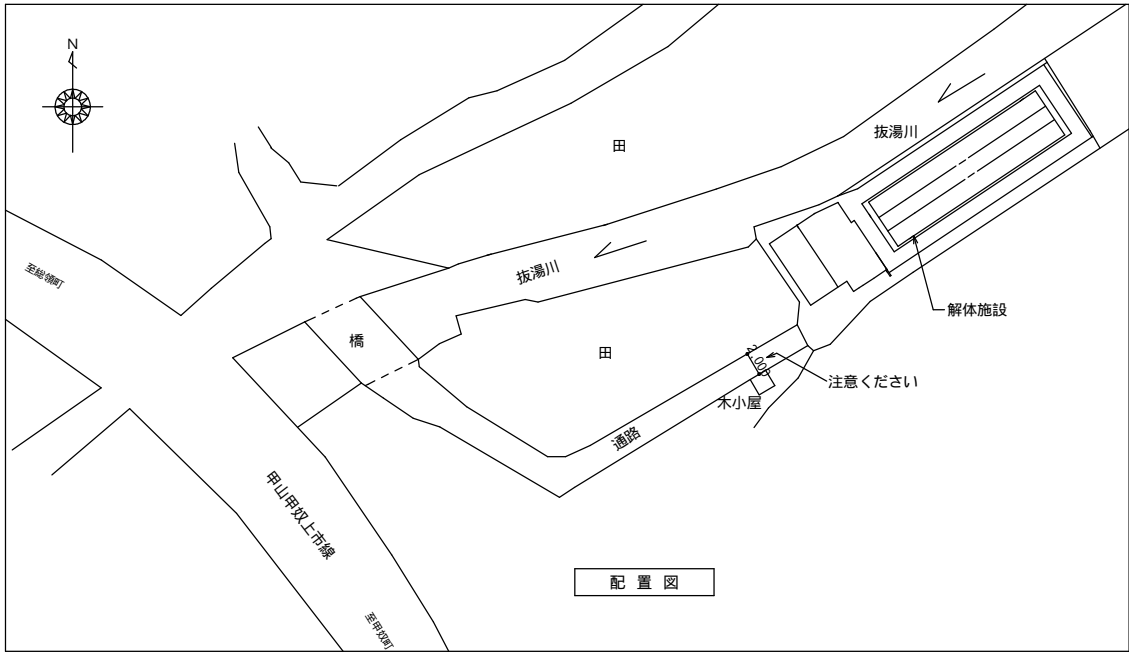 N
田
抜湯川
至総領町
抜湯川
解体施設
橋
田
2.000
注意ください
木小屋
通路
甲山甲奴上市線
配置図
至甲奴町